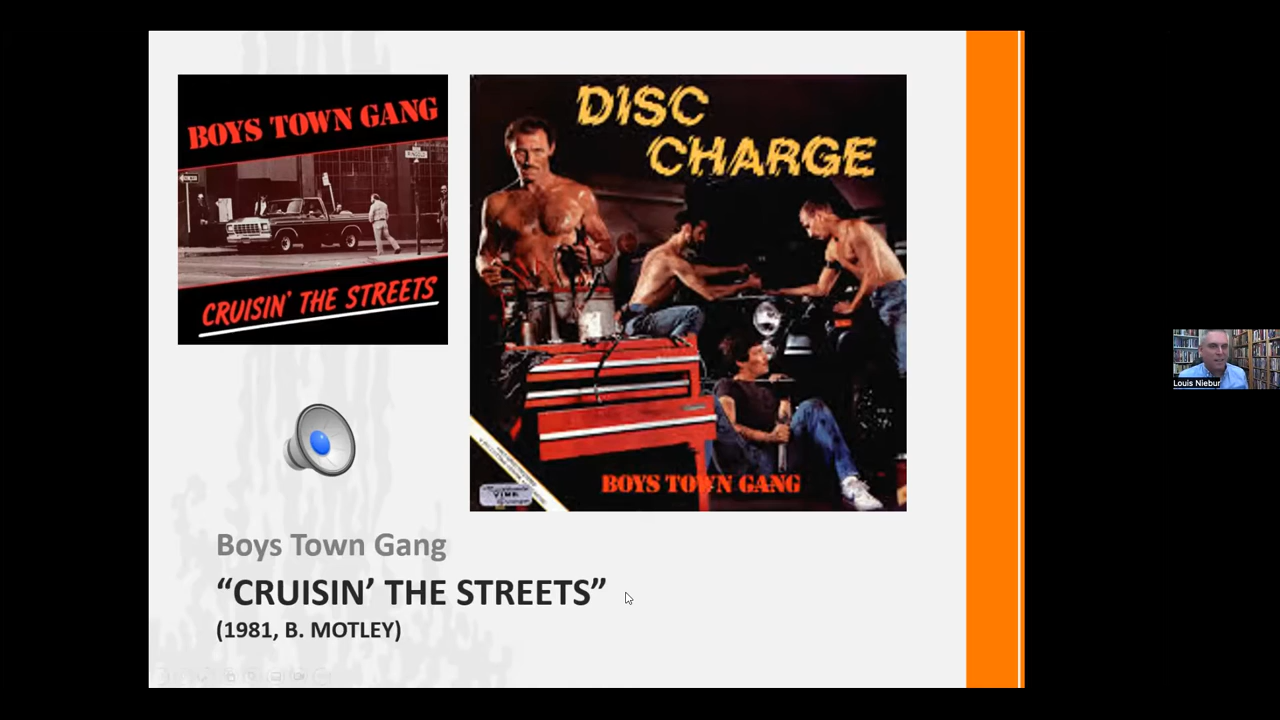 BOYS TOWN GANG
CRUISIN' THE STREETS
DISC
CHARGE
BOYS TOWN GANG
Boys Town Gang
“CRUISIN’ THE STREETS”
(1981, B. MOTLEY)
Louis Niebur